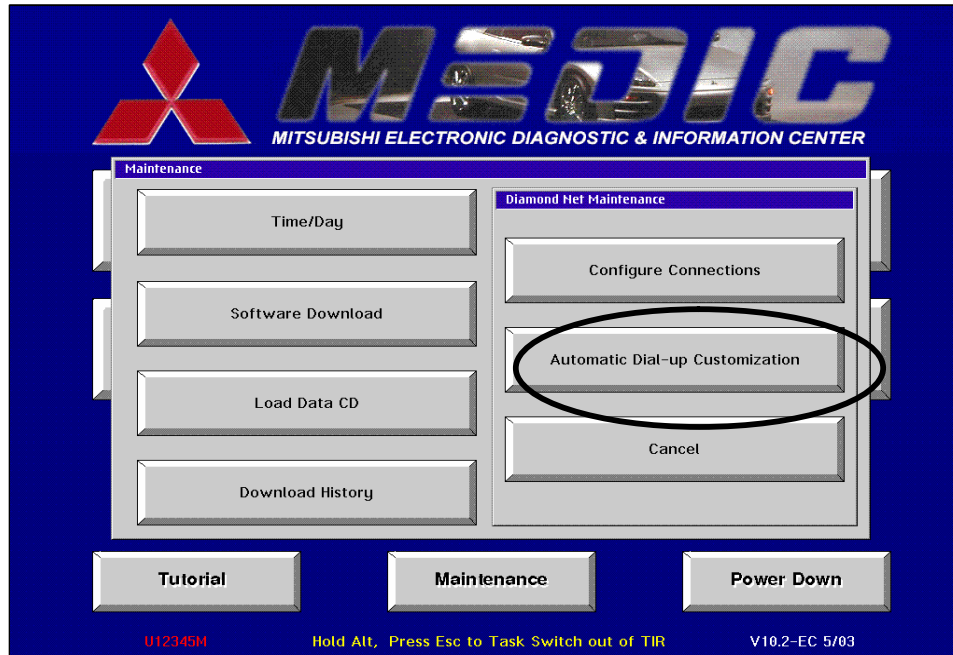 MEDIC
MITSUBISHI ELECTRONIC DIAGNOSTIC & INFORMATION CENTER
Maintenance
Time/Day
Software Download
Load Data CD
Download History
Diamond Net Maintenance
Configure Connections
Automatic Dial-up Customization
Cancel
Tutorial
Maintenance
Power Down
U12345M
Hold Alt, Press Esc to Task Switch out of TIR
V10.2-EC 5/03